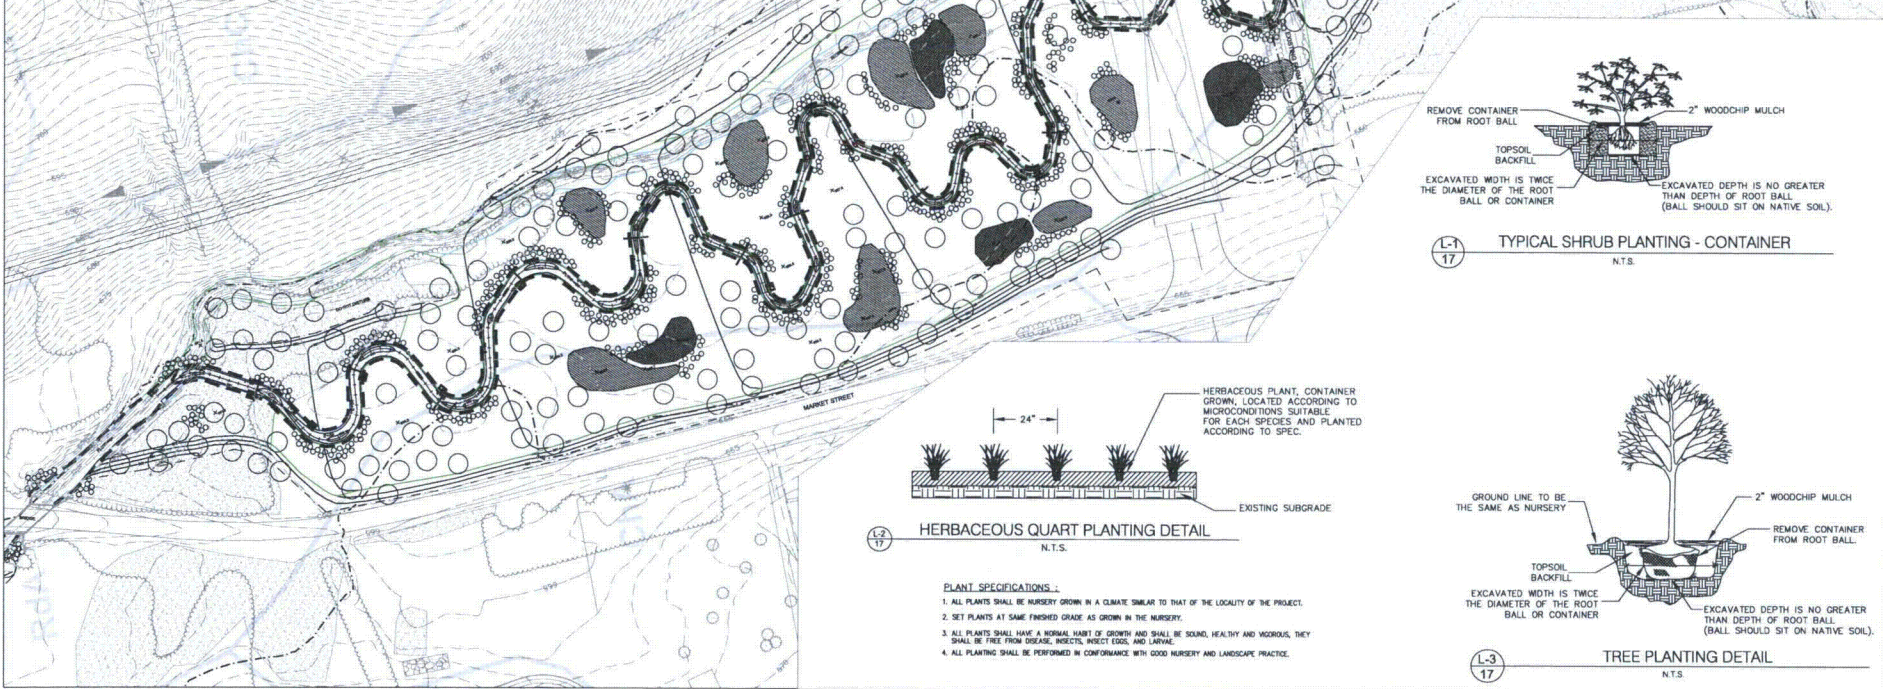 MARKET STREET
685
685
665
690
690
REMOVE CONTAINER
FROM ROOT BALL
2" WOODCHIP MULCH
TOPSOIL
BACKFILL
EXCAVATED WIDTH IS TWICE
THE DIAMETER OF THE ROOT
BALL OR CONTAINER
EXCAVATED DEPTH IS NO GREATER
THAN DEPTH OF ROOT BALL
(BALL SHOULD SIT ON NATIVE SOIL).
L-1
17
TYPICAL SHRUB PLANTING - CONTAINER
N.T.S.
24"
HERBACEOUS PLANT, CONTAINER
GROWN, LOCATED ACCORDING TO
MICROCONDITIONS SUITABLE
FOR EACH SPECIES AND PLANTED
ACCORDING TO SPEC.
EXISTING SUBGRADE
L-2
17
HERBACEOUS QUART PLANTING DETAIL
N.T.S.
PLANT SPECIFICATIONS :
1. ALL PLANTS SHALL BE NURSERY GROWN IN A CLIMATE SIMILAR TO THAT OF THE LOCALITY OF THE PROJECT.
2. SET PLANTS AT SAME FINISHED GRADE AS GROWN IN THE NURSERY.
3. ALL PLANTS SHALL HAVE A NORMAL HABIT OF GROWTH AND SHALL BE SOUND, HEALTHY AND VIGOROUS, THEY
SHALL BE FREE FROM DISEASE, INSECTS, INSECT EGGS, AND LARVAE.
4. ALL PLANTING SHALL BE PERFORMED IN CONFORMANCE WITH GOOD NURSERY AND LANDSCAPE PRACTICE.
GROUND LINE TO BE
THE SAME AS NURSERY
2" WOODCHIP MULCH
REMOVE CONTAINER
FROM ROOT BALL.
TOPSOIL
BACKFILL
EXCAVATED WIDTH IS TWICE
THE DIAMETER OF THE ROOT
BALL OR CONTAINER
EXCAVATED DEPTH IS NO GREATER
THAN DEPTH OF ROOT BALL
(BALL SHOULD SIT ON NATIVE SOIL).
L-3
17
TREE PLANTING DETAIL
N.T.S.